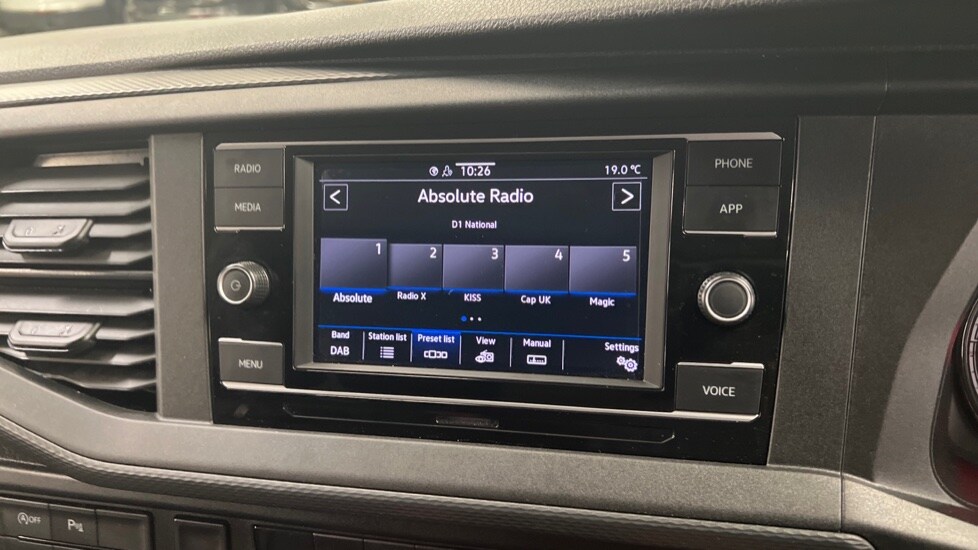 RADIO
MEDIA
MENU
10:26
19.0 °C
<
Absolute Radio
>
D1 National
1 2 3 4 5
Absolute Radio X KISS Cap UK Magic
Band Station list Preset list View Manual Settings
DAB
PHONE
APP
VOICE
A OFF
P